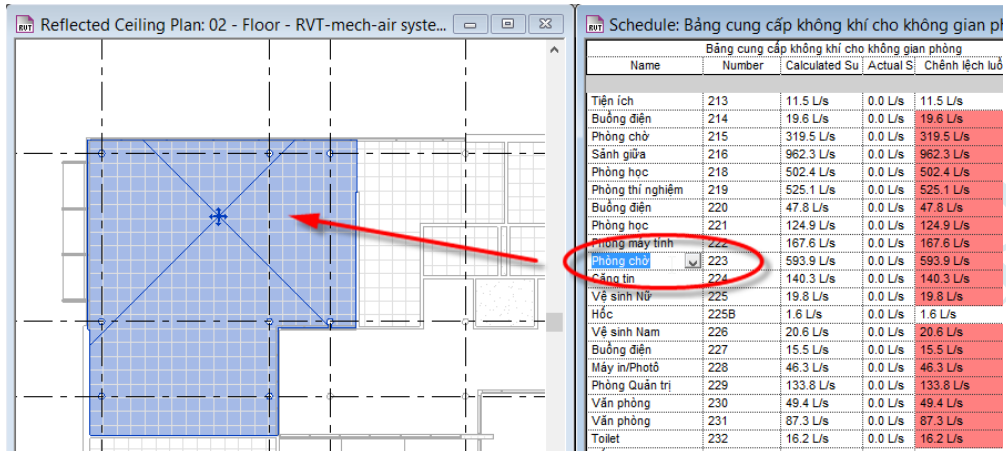 Reflected Ceiling Plan: 02 - Floor - RVT-mech-air syste...
Schedule: Bảng cung cấp không khí cho không gian ph
Bảng cung cấp không khí cho không gian phòng
Name Number Calculated Su Actual S Chênh lệch luồ
Tiện ích 213 11.5 L/s 0.0 L/s 11.5 L/s
Buồng điện 214 19.6 L/s 0.0 L/s 19.6 L/s
Phòng chờ 215 319.5 L/s 0.0 L/s 319.5 L/s
Sảnh giữa 216 962.3 L/s 0.0 L/s 962.3 L/s
Phòng học 218 502.4 L/s 0.0 L/s 502.4 L/s
Phòng thí nghiệm 219 525.1 L/s 0.0 L/s 525.1 L/s
Buồng điện 220 47.8 L/s 0.0 L/s 47.8 L/s
Phòng học 221 124.9 L/s 0.0 L/s 124.9 L/s
Phòng máy tính 222 167.6 L/s 0.0 L/s 167.6 L/s
Phòng chờ 223 593.9 L/s 0.0 L/s 593.9 L/s
Căng tin 224 140.3 L/s 0.0 L/s 140.3 L/s
Vệ sinh Nữ 225 19.8 L/s 0.0 L/s 19.8 L/s
Hốc 225B 1.6 L/s 0.0 L/s 1.6 L/s
Vệ sinh Nam 226 20.6 L/s 0.0 L/s 20.6 L/s
Buồng điện 227 15.5 L/s 0.0 L/s 15.5 L/s
Máy in/Photô 228 46.3 L/s 0.0 L/s 46.3 L/s
Phòng Quản trị 229 133.8 L/s 0.0 L/s 133.8 L/s
Văn phòng 230 49.4 L/s 0.0 L/s 49.4 L/s
Văn phòng 231 87.3 L/s 0.0 L/s 87.3 L/s
Toilet 232 16.2 L/s 0.0 L/s 16.2 L/s